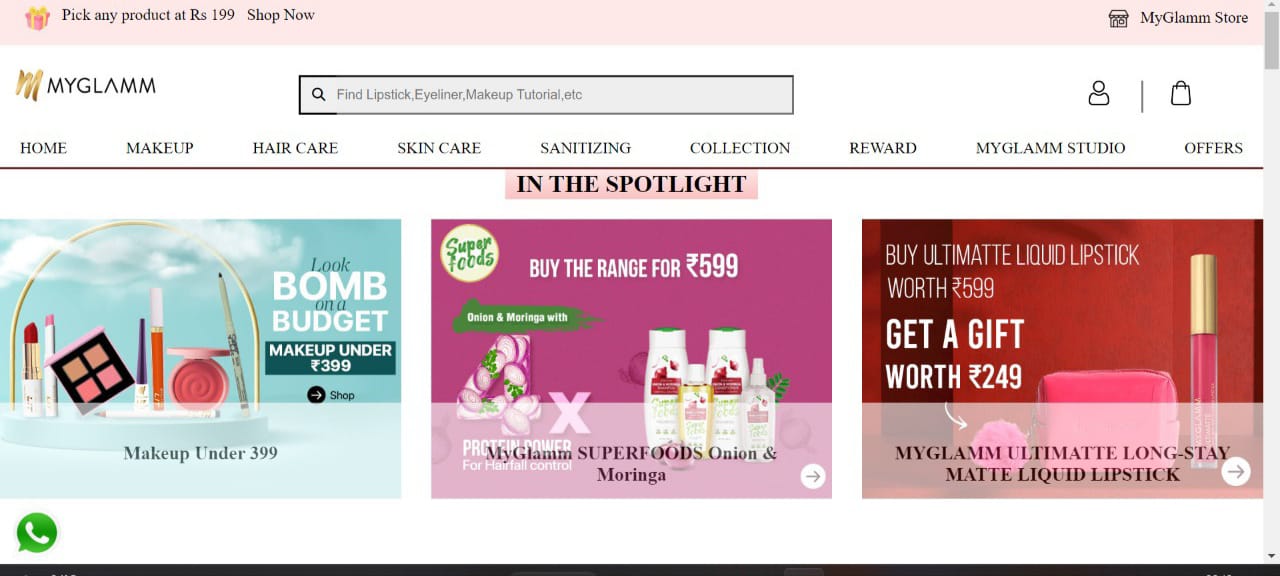 Pick any product at Rs 199 Shop Now
MyGlamm Store
MYGLAMM
Find Lipstick,Eyeliner,Makeup Tutorial,etc
HOME MAKEUP HAIR CARE SKIN CARE SANITIZING COLLECTION REWARD MYGLAMM STUDIO OFFERS
IN THE SPOTLIGHT
Look
BOMB
on a
BUDGET
MAKEUP UNDER
₹399
Shop
Makeup Under 399
Super
Foods
BUY THE RANGE FOR ₹599
Onion & Moringa with
4X
PROTEIN POWER
For Hairfall control
MyGlamm SUPERFOODS Onion &
Moringa
BUY ULTIMATTE LIQUID LIPSTICK
WORTH ₹599
GET A GIFT
WORTH ₹249
MYGLAMM ULTIMATTE LONG-STAY
MATTE LIQUID LIPSTICK